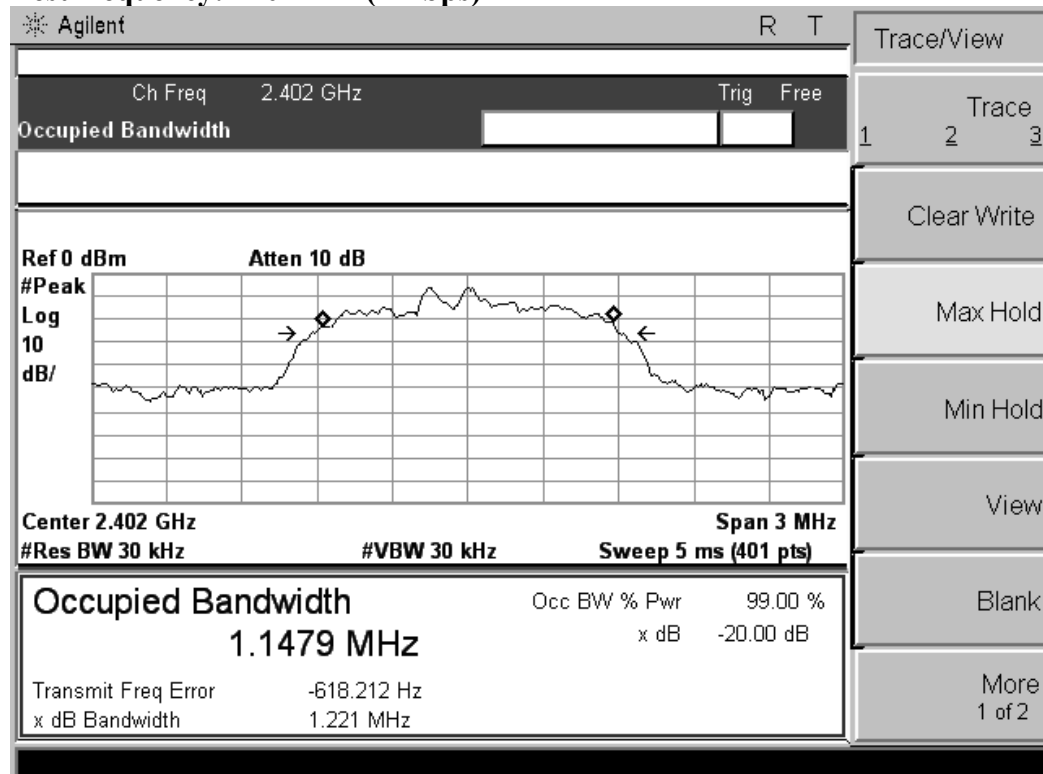 Agilent R T
Trace/View
Ch Freq 2.402 GHz Trig Free
Occupied Bandwidth
Trace
1 2 3
Clear Write
Ref 0 dBm Atten 10 dB
#Peak
Log
10
dB/
Max Hold
Min Hold
Center 2.402 GHz Span 3 MHz
#Res BW 30 kHz #VBW 30 kHz Sweep 5 ms (401 pts)
View
Occupied Bandwidth Occ BW % Pwr 99.00 %
1.1479 MHz x dB -20.00 dB
Blank
Transmit Freq Error -618.212 Hz
x dB Bandwidth 1.221 MHz
More
1 of 2